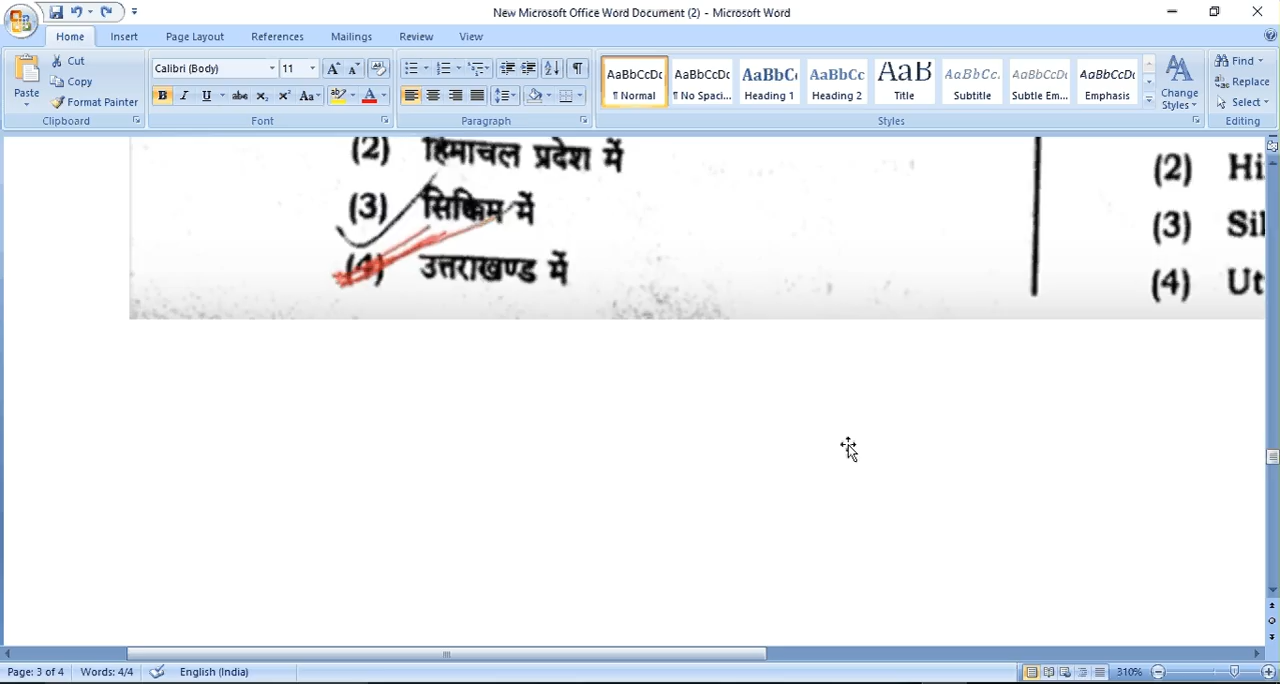 New Microsoft Office Word Document (2) - Microsoft Word
Home Insert Page Layout References Mailings Review View
Paste
Cut
Copy
Format Painter
Clipboard
Calibri (Body) 11
Font
Paragraph
AaBbCcDc AaBbCcDc AaBbCc AaBbCc AaB AaBbCc. AaBbCcDc AaBbCcDc
¶ Normal ¶ No Spaci... Heading 1 Heading 2 Title Subtitle Subtle Em... Emphasis
Change Styles
Styles
Find
Replace
Select
Editing
(2) हिमाचल प्रदेश में
(3) सिक्किम में
(4) उत्तराखण्ड में
(2) Hi
(3) Sil
(4) Ut
Page: 3 of 4 Words: 4/4 English (India) 310%